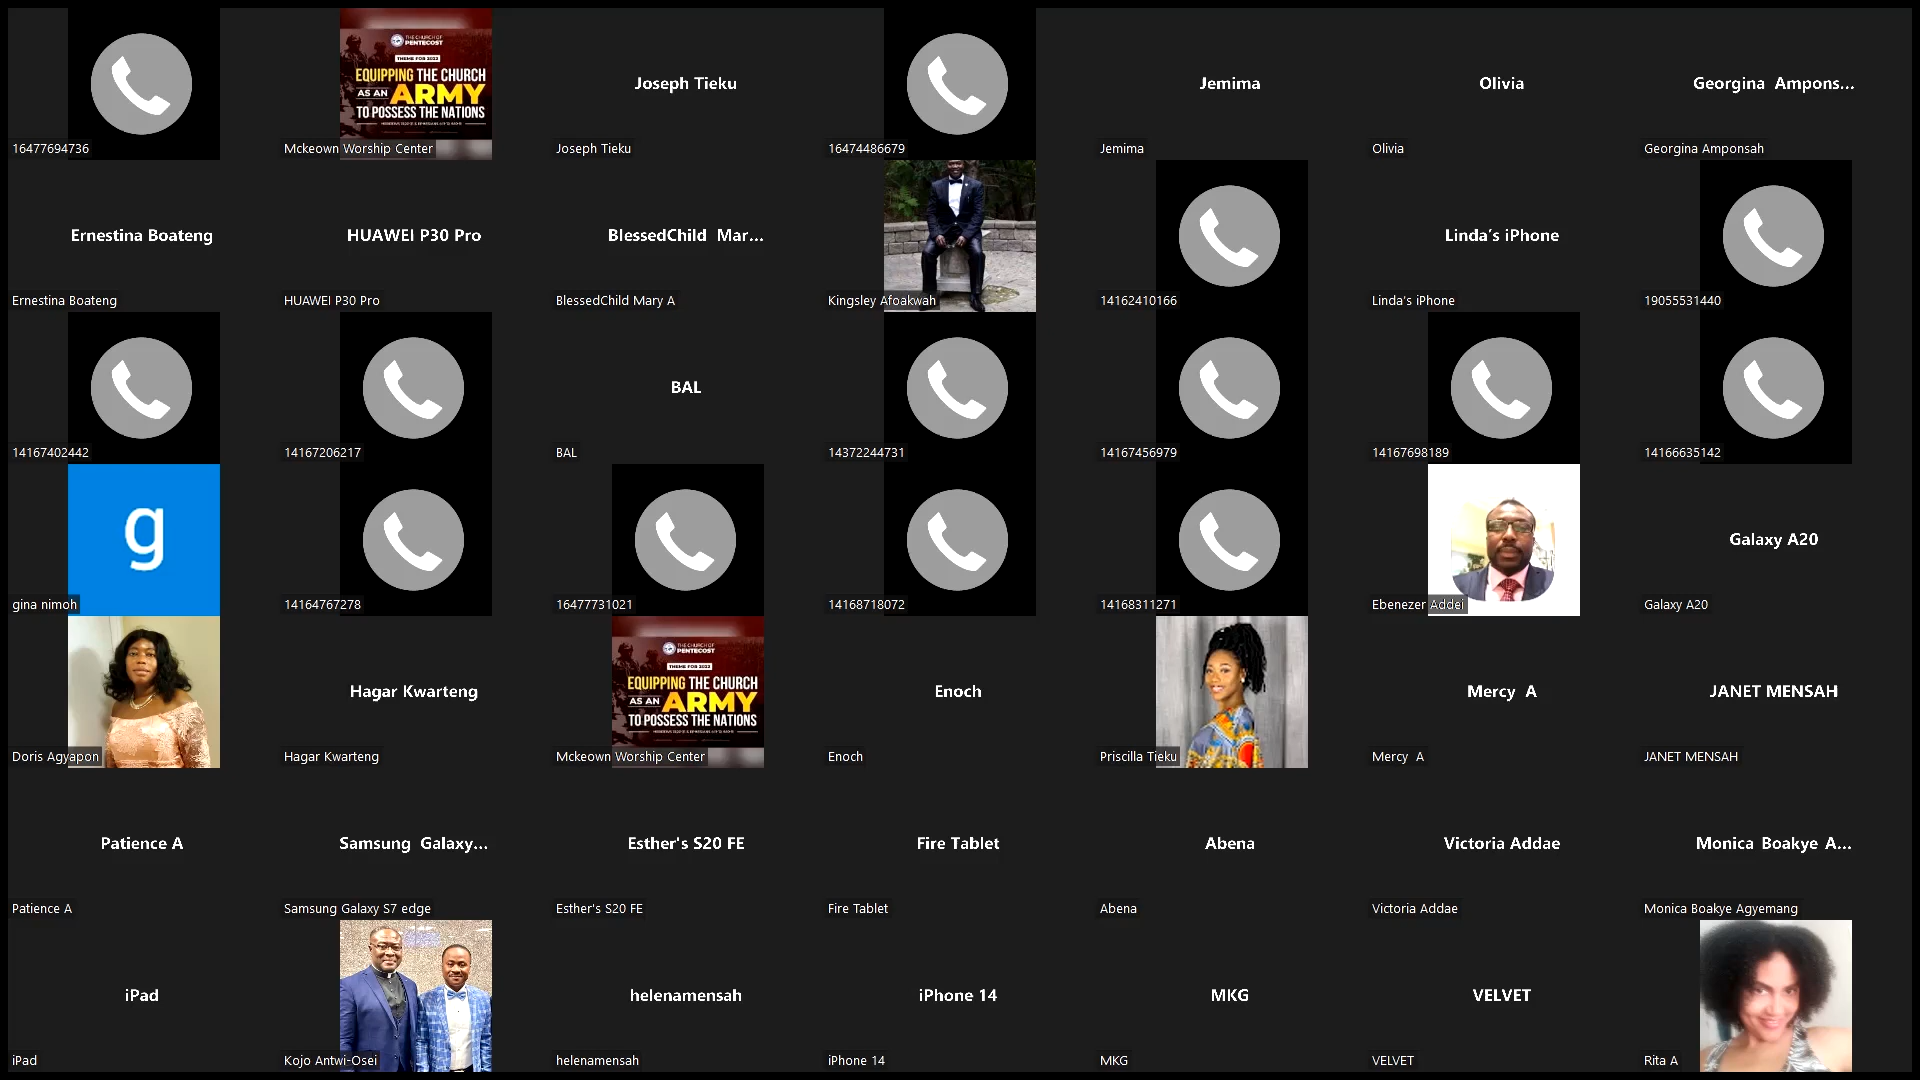 16477694736
THE CHURCH OF
PENTECOST
THEME FOR 2023
EQUIPPING THE CHURCH
AS AN ARMY
TO POSSESS THE NATIONS
Mckeown Worship Center
Joseph Tieku
Joseph Tieku
16474486679
Jemima
Jemima
Olivia
Olivia
Georgina Ampons...
Georgina Amponsah
Ernestina Boateng
Ernestina Boateng
HUAWEI P30 Pro
HUAWEI P30 Pro
BlessedChild Mar...
BlessedChild Mary A
Kingsley Afoakwah
14162410166
Linda's iPhone
Linda's iPhone
19055531440
14167402442
14167206217
BAL
BAL
14372244731
14167456979
14167698189
14166635142
g
gina nimoh
14164767278
16477731021
14168718072
14168311271
Ebenezer Addei
Galaxy A20
Galaxy A20
Doris Agyapon
Hagar Kwarteng
Hagar Kwarteng
THE CHURCH OF
PENTECOST
THEME FOR 2023
EQUIPPING THE CHURCH
AS AN ARMY
TO POSSESS THE NATIONS
Mckeown Worship Center
Enoch
Enoch
Priscilla Tieku
Mercy A
Mercy A
JANET MENSAH
JANET MENSAH
Patience A
Patience A
Samsung Galaxy...
Samsung Galaxy S7 edge
Esther's S20 FE
Esther's S20 FE
Fire Tablet
Fire Tablet
Abena
Abena
Victoria Addae
Victoria Addae
Monica Boakye A...
Monica Boakye Agyemang
iPad
iPad
Kojo Antwi-Osei
helenamensah
helenamensah
iPhone 14
iPhone 14
MKG
MKG
VELVET
VELVET
Rita A